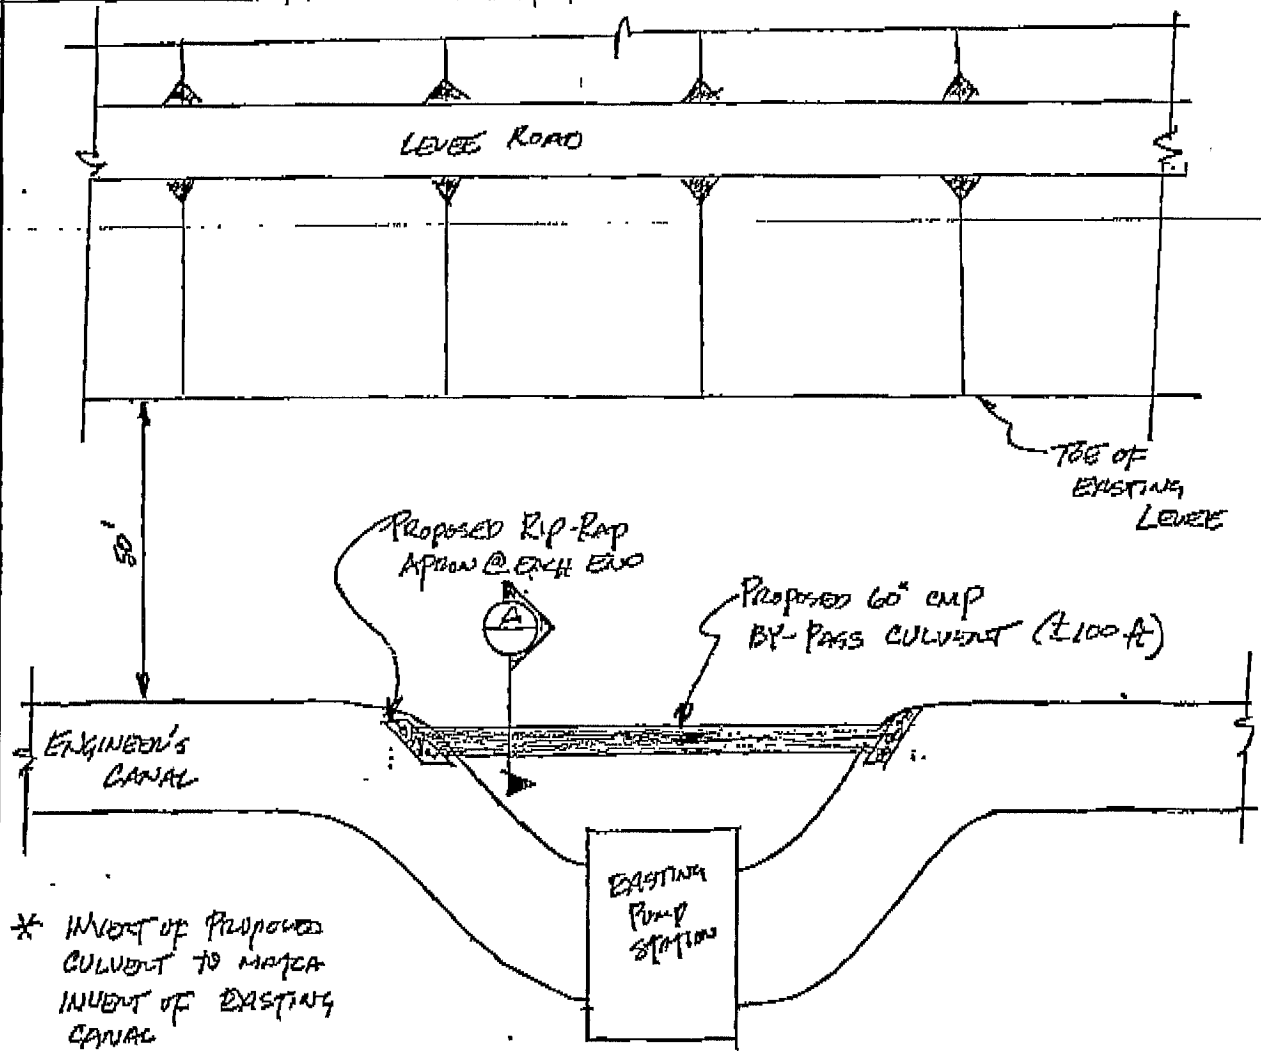 LEVEE ROAD
TOE OF
EXISTING
LEVEE
50'
PROPOSED RIP-RAP
APRON @ EACH END
A
PROPOSED 60" CMP
BY-PASS CULVERT (±100 ft)
ENGINEER'S
CANAL
EXISTING
PUMP
STATION
* INVERT OF PROPOSED
CULVERT TO MATCH
INVERT OF EXISTING
CANAL